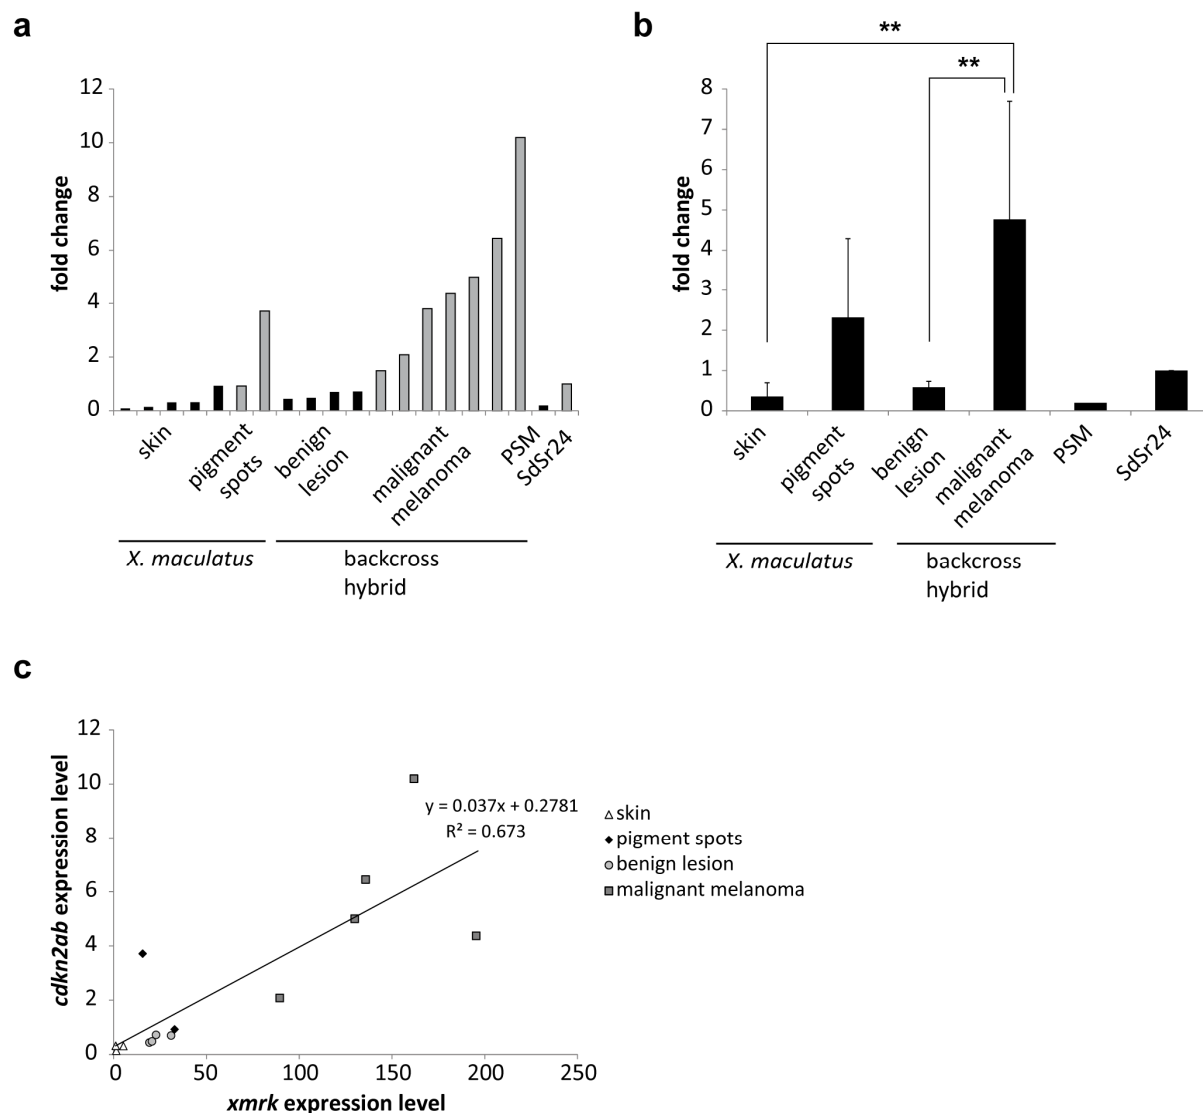 a
12
10
8
6
4
2
0
fold change
skin
pigment
spots
benign
lesion
malignant
melanoma
PSM
SdSr24
X. maculatus
backcross
hybrid
b
**
**
8
7
6
5
4
3
2
1
0
fold change
skin
pigment
spots
benign
lesion
malignant
melanoma
PSM
SdSr24
X. maculatus
backcross
hybrid
c
12
10
8
6
4
2
0
cdkn2ab expression level
y = 0.037x + 0.2781
R² = 0.673
skin
pigment spots
benign lesion
malignant melanoma
0 50 100 150 200 250
xmrk expression level